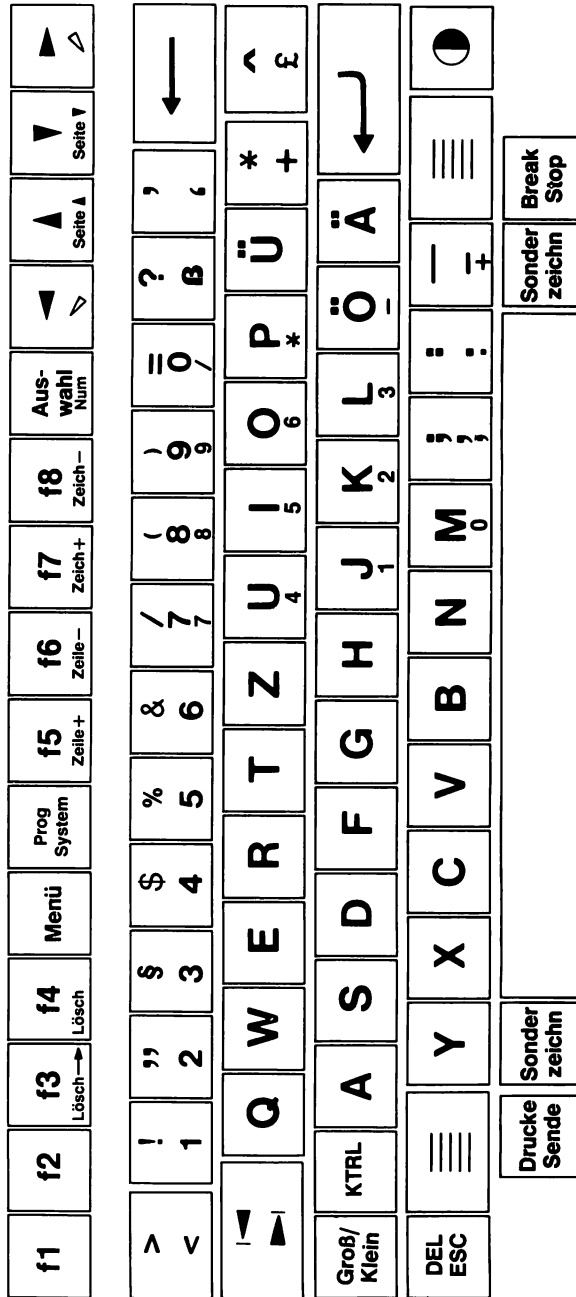 f1
f2
f3
Lösch→
f4
Lösch
Menü
Prog
System
f5
Zeile+
f6
Zeile–
f7
Zeich+
f8
Zeich–
Aus-
wahl
Num
Seite ▲
Seite ▼
>
<
!
1
”
2
§
3
$
4
%
5
&
6
/
7
7
(
8
8
)
9
9
=
0
/
?
ß
’
‘
Q
W
E
R
T
Z
U
4
I
5
O
6
P
*
Ü
*
+
^
£
Groß/
Klein
KTRL
A
S
D
F
G
H
J
1
K
2
L
3
Ö
–
Ä
DEL
ESC
Y
X
C
V
B
N
M
0
;
,
,
:
.
.
—
–
+
Drucke
Sende
Sonder
zeichn
Sonder
zeichn
Break
Stop